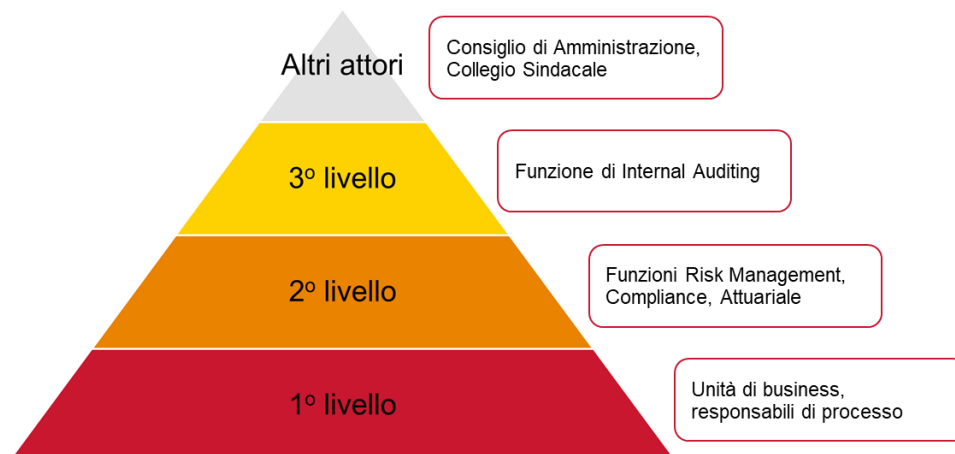 Altri attori
Consiglio di Amministrazione,
Collegio Sindacale
3º livello
Funzione di Internal Auditing
2º livello
Funzioni Risk Management,
Compliance, Attuariale
1º livello
Unità di business,
responsabili di processo